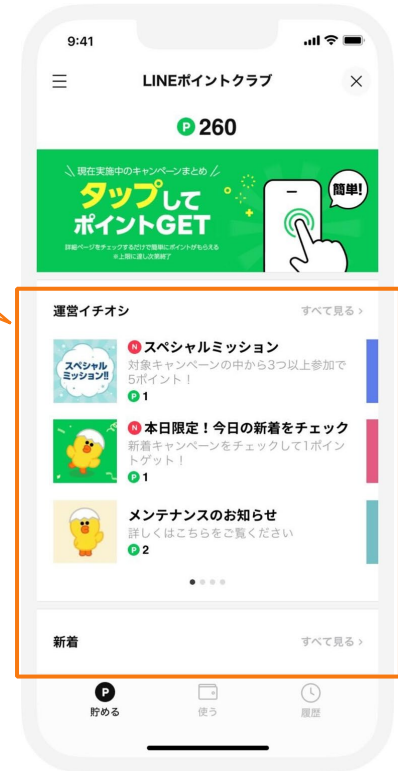 9:41
LINEポイントクラブ
P 260
現在実施中のキャンペーンまとめ
タップして
ポイントGET
詳細ページをチェックするだけで簡単にポイントがもらえる
※上限に達し次第終了
簡単!
運営イチオシ
すべて見る
スペシャル
ミッション!!
N スペシャルミッション
対象キャンペーンの中から3つ以上参加で
5ポイント!
P 1
N 本日限定!今日の新着をチェック
新着キャンペーンをチェックして1ポイン
トゲット!
P 1
メンテナンスのお知らせ
詳しくはこちらをご覧ください
P 2
新着
すべて見る
P
貯める
使う
履歴